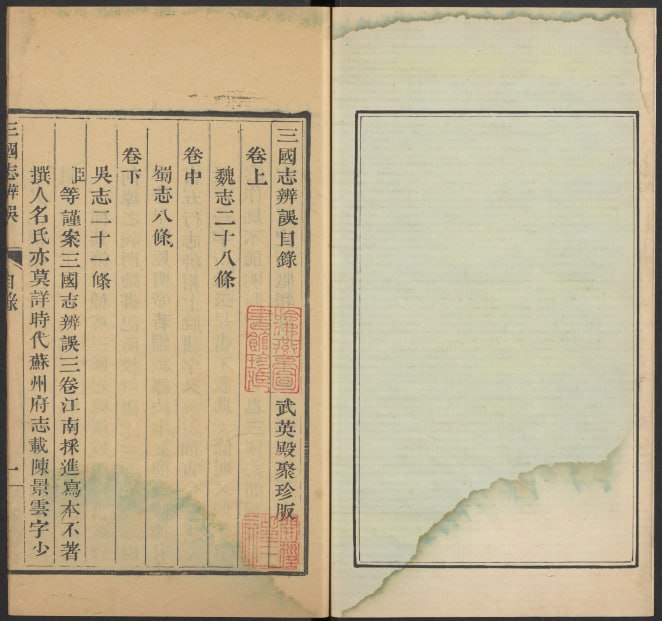 三國志辨誤目錄 武英殿聚珍版
卷上
魏志二十八條
卷中
蜀志八條
卷下
吳志二十一條
臣等謹案三國志辨誤三卷江南採進寫本不著
撰人名氏亦莫詳時代蘇州府志載陳景雲字少
三國志辨誤 目錄 一